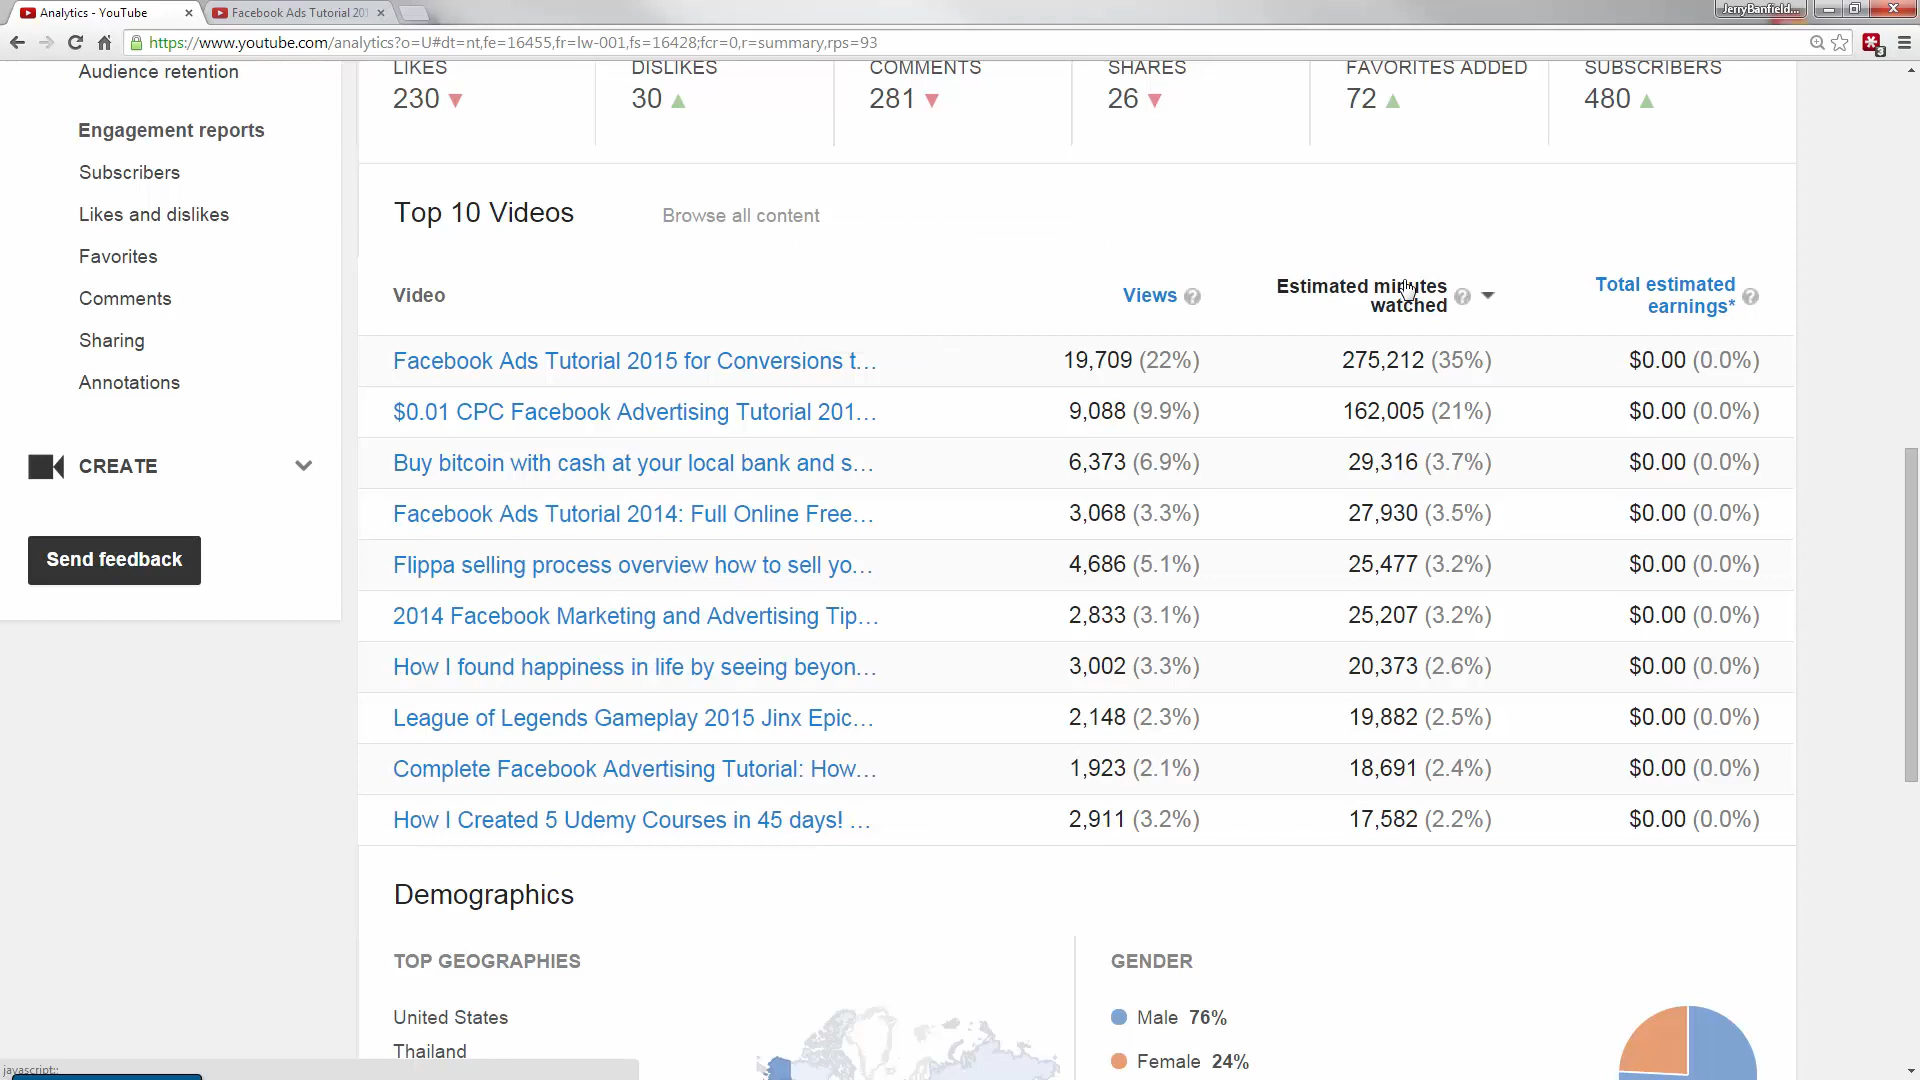 Analytics - YouTube
Facebook Ads Tutorial 201
JerryBanfield...
https://www.youtube.com/analytics?o=U#dt=nt,fe=16455,fr=lw-001,fs=16428;fcr=0,r=summary,rps=93
3
Audience retention
Engagement reports
Subscribers
Likes and dislikes
Favorites
Comments
Sharing
Annotations
CREATE
Send feedback
LIKES DISLIKES COMMENTS SHARES FAVORITES ADDED SUBSCRIBERS
230 30 281 26 72 480
Top 10 Videos Browse all content
Video Views ? Estimated minutes watched ? Total estimated earnings* ?
Facebook Ads Tutorial 2015 for Conversions t... 19,709 (22%) 275,212 (35%) $0.00 (0.0%)
$0.01 CPC Facebook Advertising Tutorial 201... 9,088 (9.9%) 162,005 (21%) $0.00 (0.0%)
Buy bitcoin with cash at your local bank and s... 6,373 (6.9%) 29,316 (3.7%) $0.00 (0.0%)
Facebook Ads Tutorial 2014: Full Online Free... 3,068 (3.3%) 27,930 (3.5%) $0.00 (0.0%)
Flippa selling process overview how to sell yo... 4,686 (5.1%) 25,477 (3.2%) $0.00 (0.0%)
2014 Facebook Marketing and Advertising Tip... 2,833 (3.1%) 25,207 (3.2%) $0.00 (0.0%)
How I found happiness in life by seeing beyon... 3,002 (3.3%) 20,373 (2.6%) $0.00 (0.0%)
League of Legends Gameplay 2015 Jinx Epic... 2,148 (2.3%) 19,882 (2.5%) $0.00 (0.0%)
Complete Facebook Advertising Tutorial: How... 1,923 (2.1%) 18,691 (2.4%) $0.00 (0.0%)
How I Created 5 Udemy Courses in 45 days! ... 2,911 (3.2%) 17,582 (2.2%) $0.00 (0.0%)
Demographics
TOP GEOGRAPHIES
United States
Thailand
GENDER
Male 76%
Female 24%
javascript:;